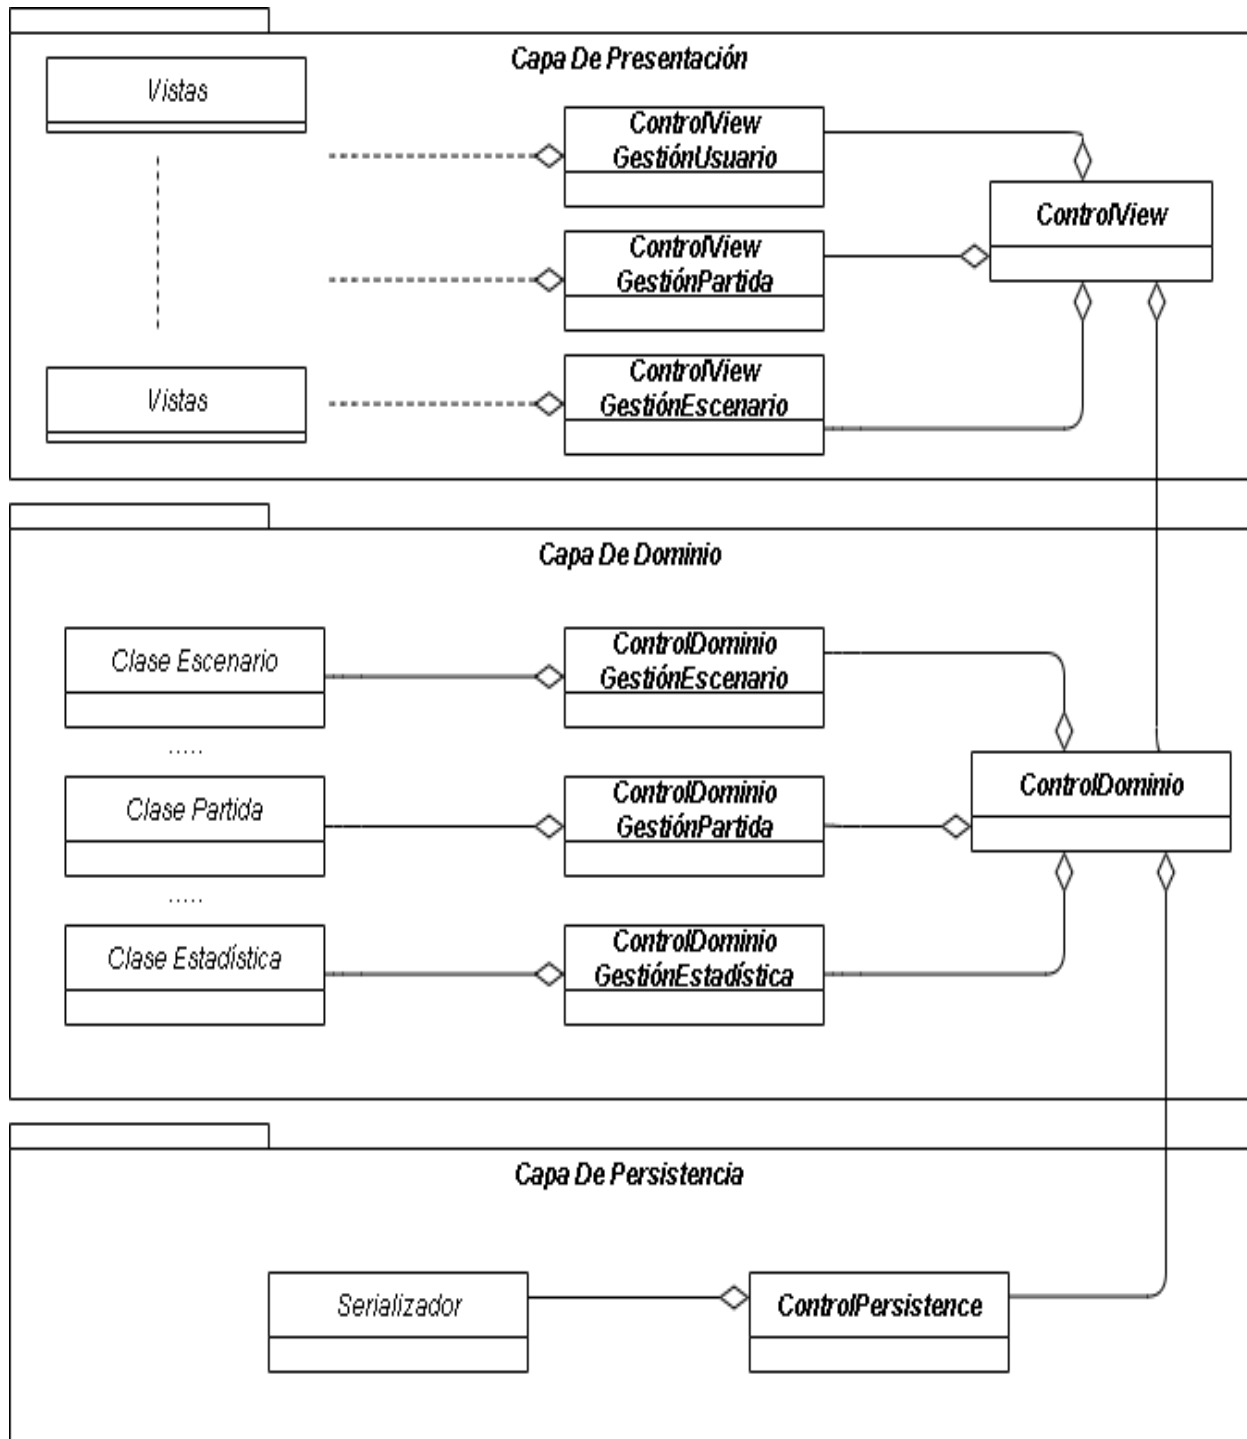 Capa De Presentación
Vistas
ControlView
GestiónUsuario
ControlView
ControlView
GestiónPartida
Vistas
ControlView
GestiónEscenario
Capa De Dominio
Clase Escenario
ControlDominio
GestiónEscenario
.....
Clase Partida
ControlDominio
GestiónPartida
ControlDominio
.....
Clase Estadística
ControlDominio
GestiónEstadística
Capa De Persistencia
Serializador
ControlPersistence